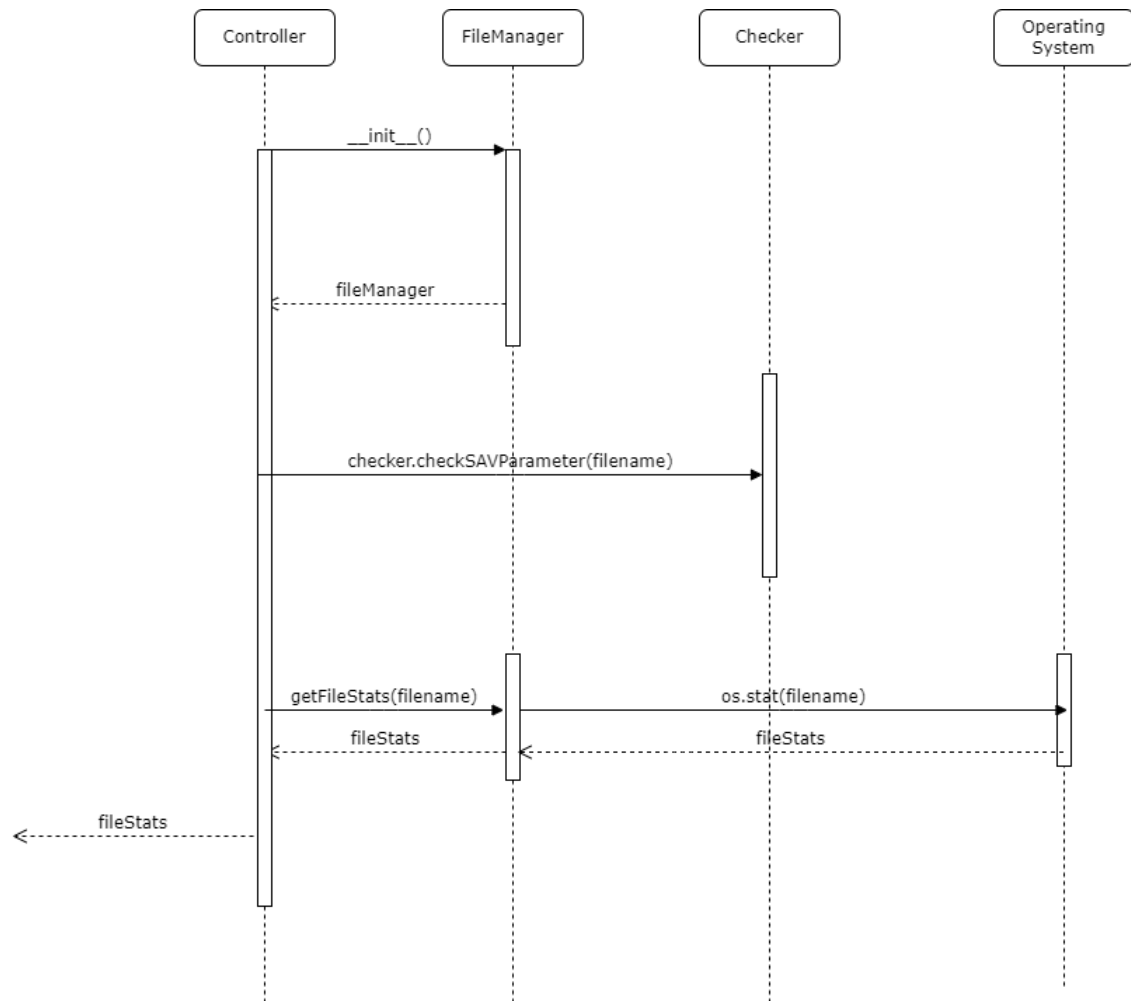 Controller
FileManager
Checker
Operating
System
__init__()
fileManager
checker.checkSAVParameter(filename)
getFileStats(filename)
os.stat(filename)
fileStats
fileStats
fileStats